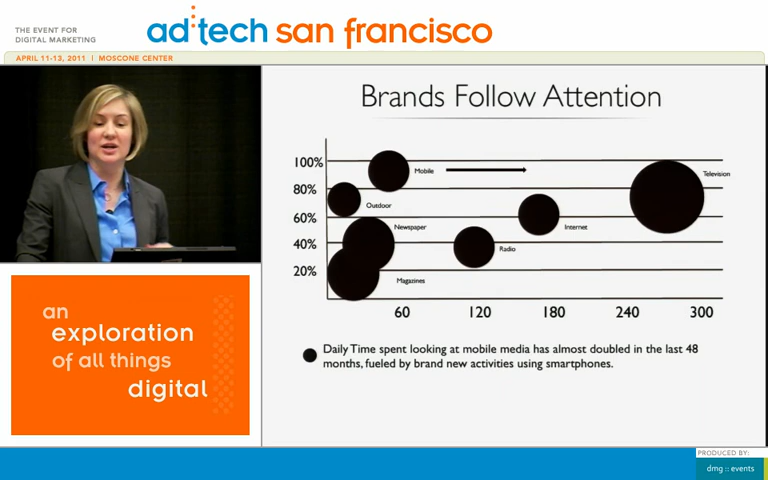 THE EVENT FOR
DIGITAL MARKETING
ad:tech san francisco
APRIL 11-13, 2011 | MOSCONE CENTER
Brands Follow Attention
100%
80%
60%
40%
20%
Mobile
Television
Outdoor
Newspaper
Internet
Radio
Magazines
60 120 180 240 300
Daily Time spent looking at mobile media has almost doubled in the last 48
months, fueled by brand new activities using smartphones.
an
exploration
of all things
digital
PRODUCED BY:
dmg :: events